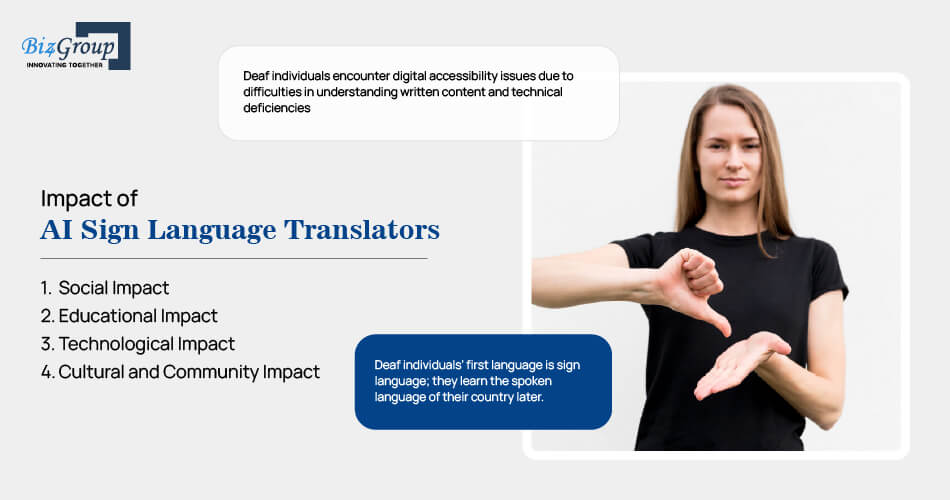 Biz4Group
INNOVATING TOGETHER
Deaf individuals encounter digital accessibility issues due to
difficulties in understanding written content and technical
deficiencies
Impact of
AI Sign Language Translators
1. Social Impact
2. Educational Impact
3. Technological Impact
4. Cultural and Community Impact
Deaf individuals' first language is sign
language; they learn the spoken
language of their country later.